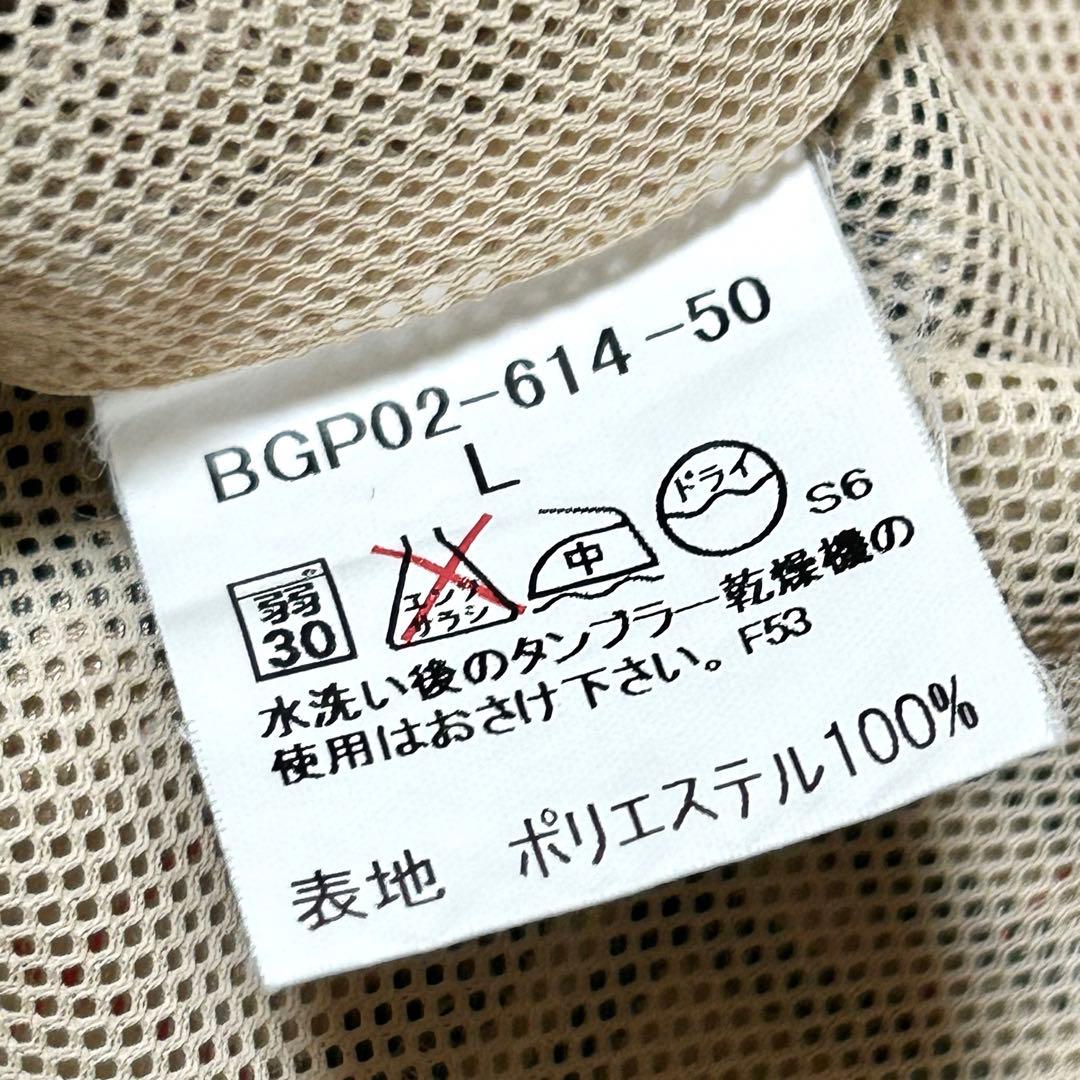 BGP02-614-50
L
弱
30
エンソ
サラシ
中
ドライ
S6
水洗い後のタンブラー乾燥機の
使用はおさけ下さい。F53
表地 ポリエステル100%